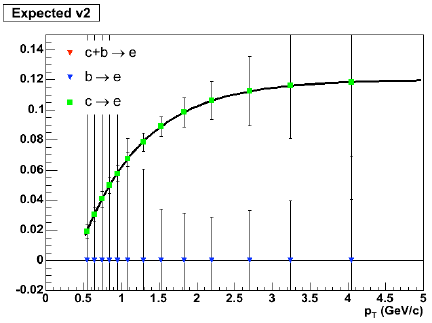 Expected v2
0.14
0.12
0.1
0.08
0.06
0.04
0.02
0
-0.02
c+b → e
b → e
c → e
0 0.5 1 1.5 2 2.5 3 3.5 4 4.5 5
pT (GeV/c)